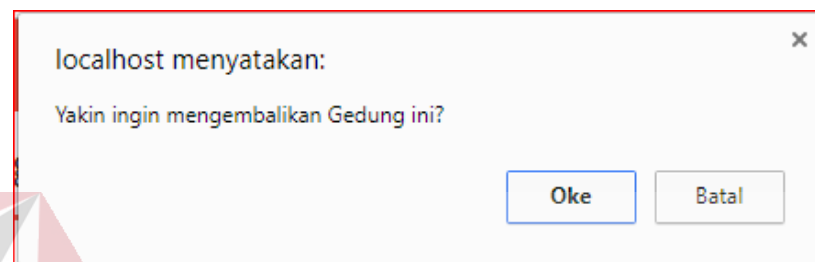 localhost menyatakan:
Yakin ingin mengembalikan Gedung ini?
Oke Batal